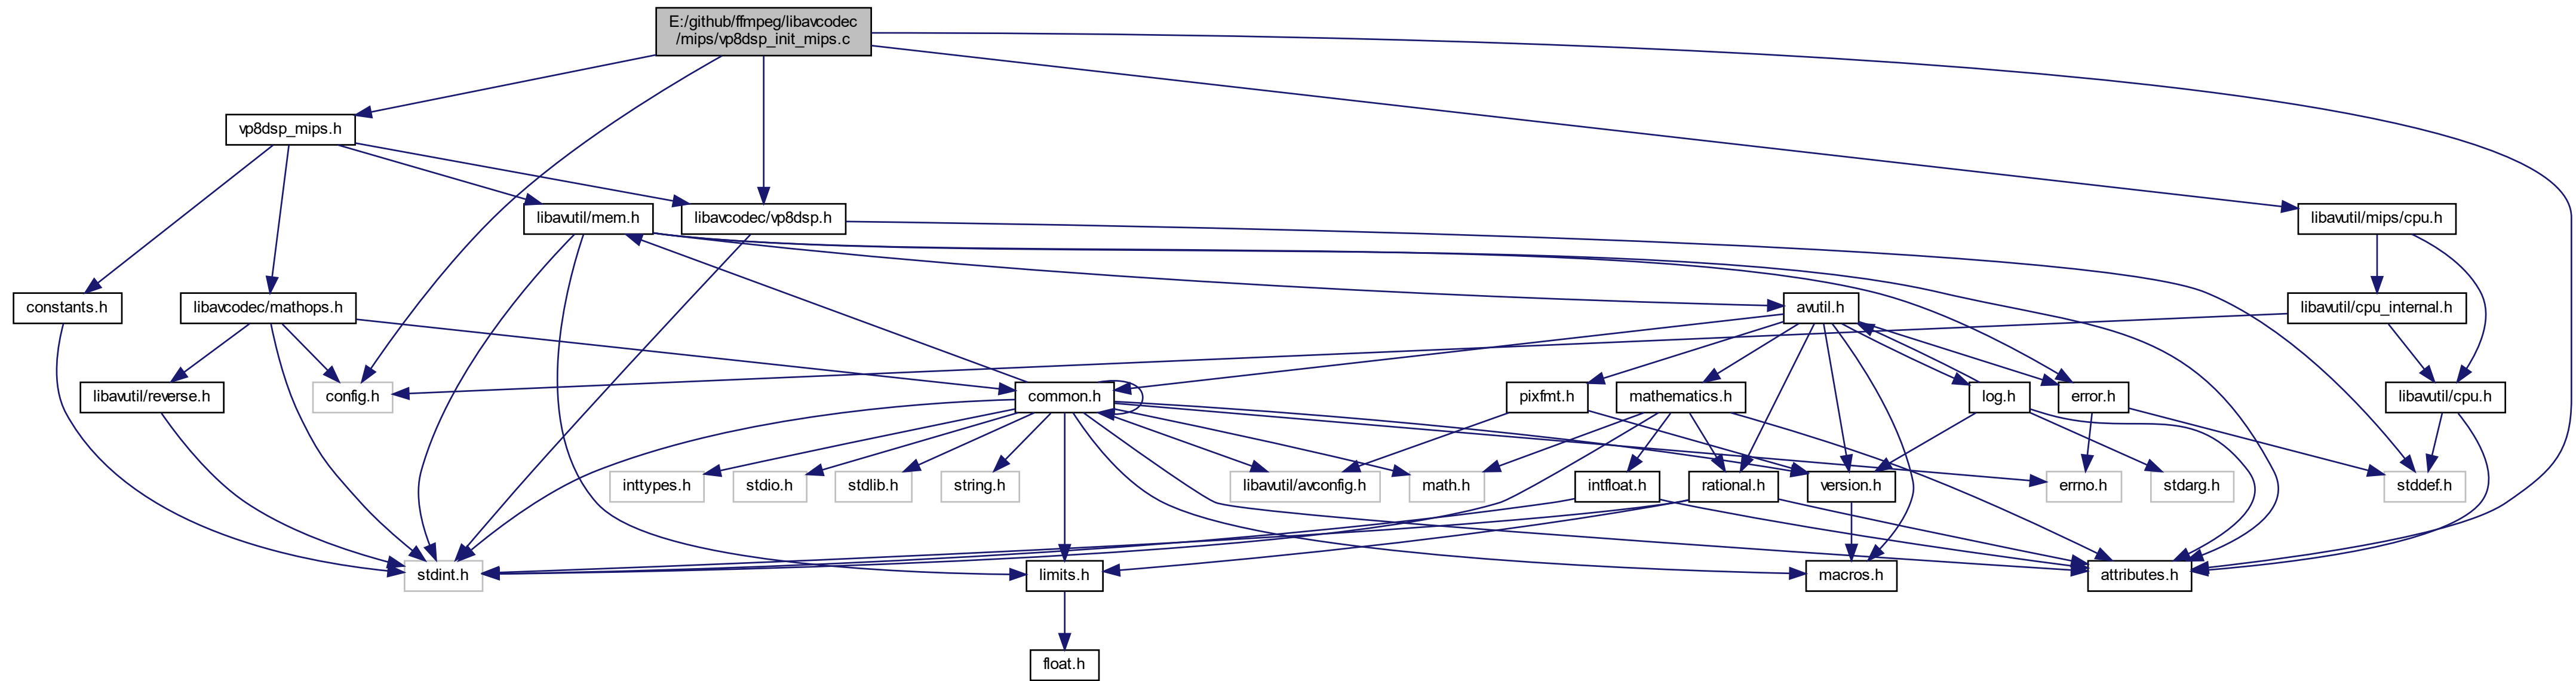 E:/github/ffmpeg/libavcodec
/mips/vp8dsp_init_mips.c
vp8dsp_mips.h
libavutil/mem.h
libavcodec/vp8dsp.h
libavutil/mips/cpu.h
constants.h
libavcodec/mathops.h
avutil.h
libavutil/cpu_internal.h
libavutil/reverse.h
config.h
common.h
pixfmt.h
mathematics.h
log.h
error.h
libavutil/cpu.h
inttypes.h
stdio.h
stdlib.h
string.h
libavutil/avconfig.h
math.h
intfloat.h
rational.h
version.h
errno.h
stdarg.h
stddef.h
stdint.h
limits.h
macros.h
attributes.h
float.h